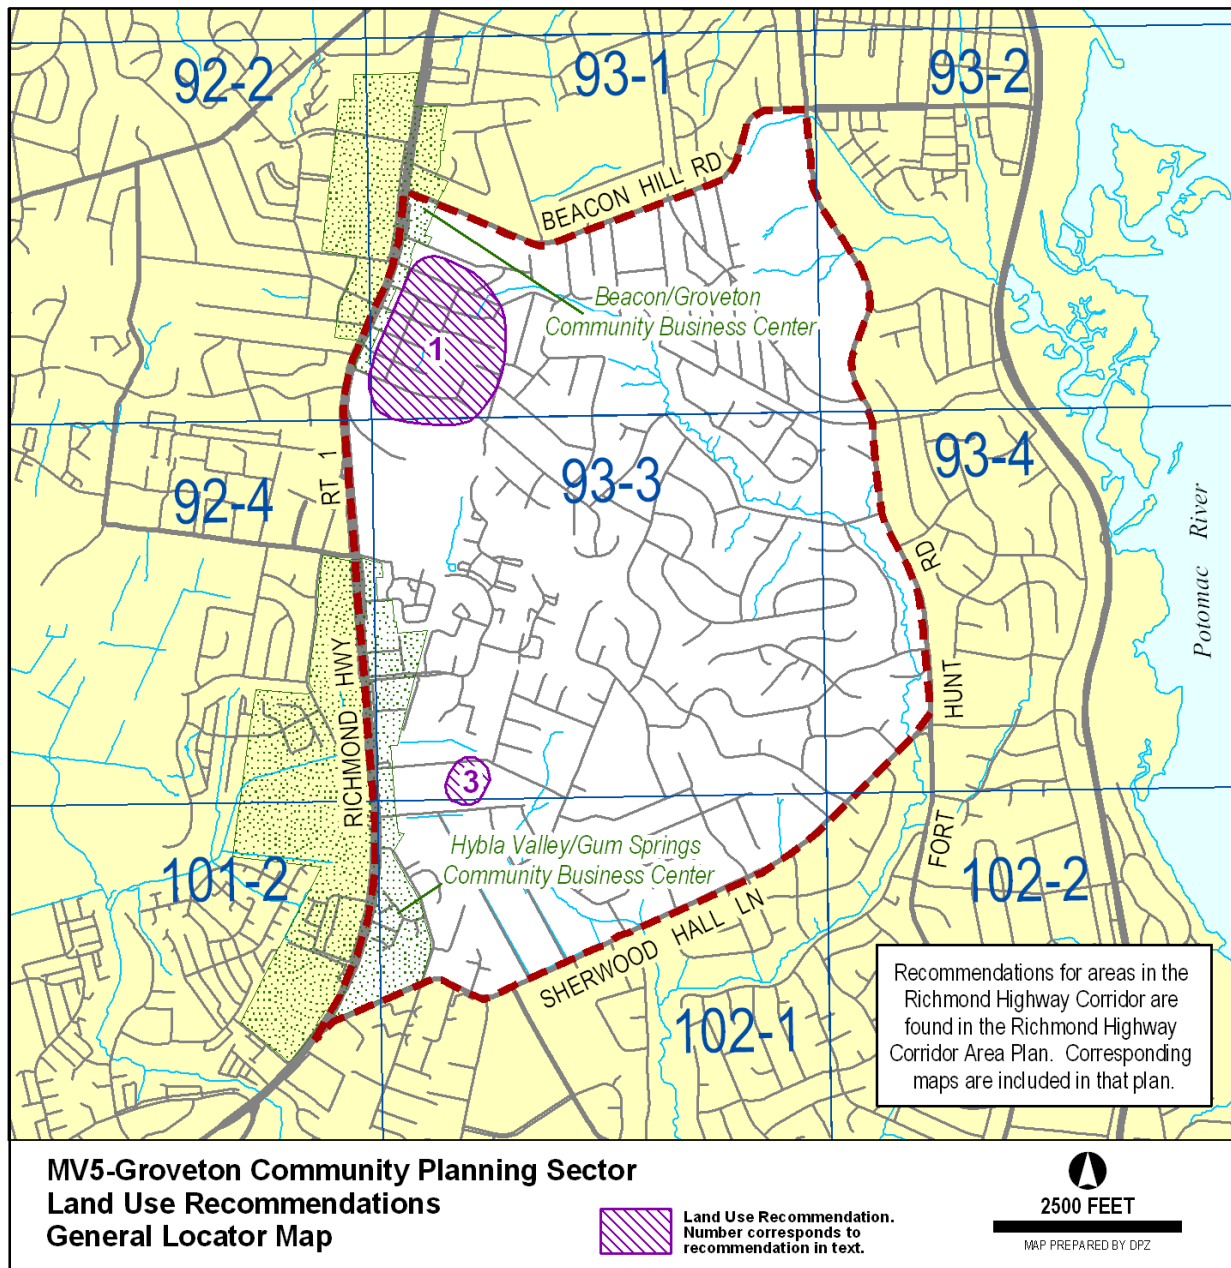 92-2
93-1
93-2
BEACON HILL RD
Beacon/Groveton
Community Business Center
1
RT 1
92-4
93-3
93-4
RD
Potomac River
HUNT
RICHMOND HWY
3
Hybla Valley/Gum Springs
Community Business Center
101-2
FORT
102-2
SHERWOOD HALL LN
102-1
Recommendations for areas in the
Richmond Highway Corridor are
found in the Richmond Highway
Corridor Area Plan. Corresponding
maps are included in that plan.
MV5-Groveton Community Planning Sector
Land Use Recommendations
General Locator Map
Land Use Recommendation.
Number corresponds to
recommendation in text.
2500 FEET
MAP PREPARED BY DPZ